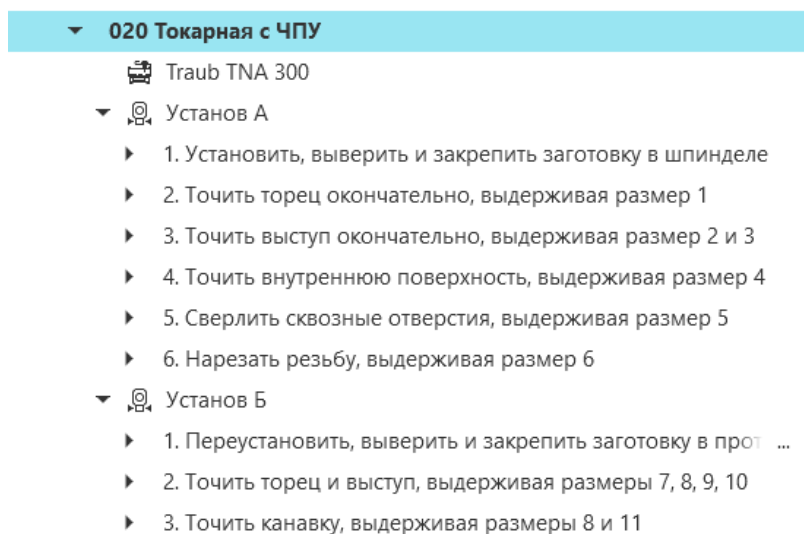 020 Токарная с ЧПУ
Traub TNA 300
Установ А
1. Установить, выверить и закрепить заготовку в шпинделе
2. Точить торец окончательно, выдерживая размер 1
3. Точить выступ окончательно, выдерживая размер 2 и 3
4. Точить внутреннюю поверхность, выдерживая размер 4
5. Сверлить сквозные отверстия, выдерживая размер 5
6. Нарезать резьбу, выдерживая размер 6
Установ Б
1. Переустановить, выверить и закрепить заготовку в ...
2. Точить торец и выступ, выдерживая размеры 7, 8, 9, 10
3. Точить канавку, выдерживая размеры 8 и 11